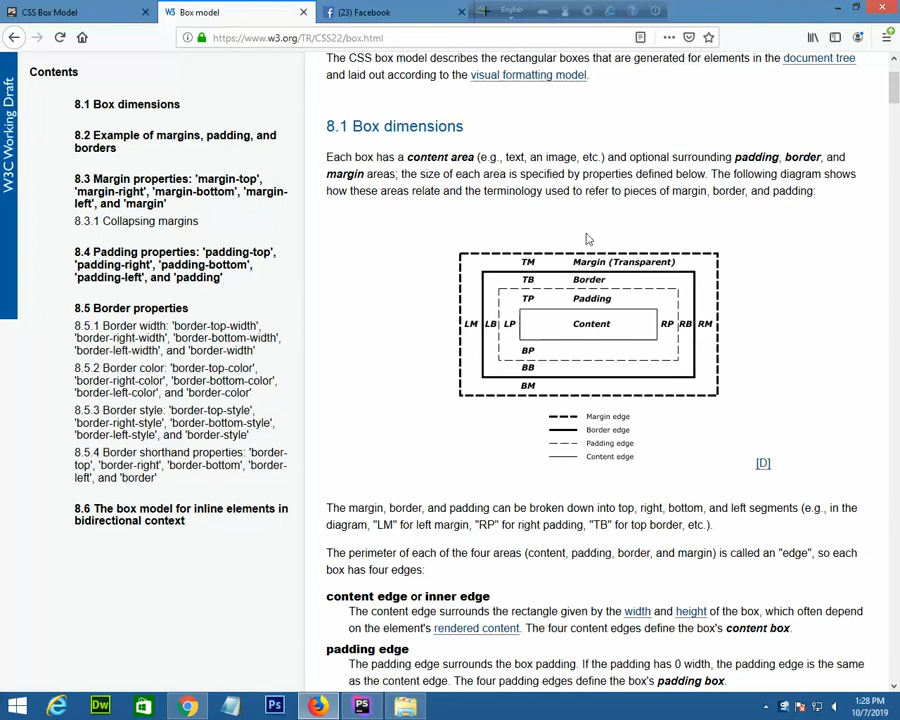 CSS Box Model
Box model
(23) Facebook
English
https://www.w3.org/TR/CSS22/box.html
W3C Working Draft
Contents
8.1 Box dimensions
8.2 Example of margins, padding, and
borders
8.3 Margin properties: 'margin-top',
'margin-right', 'margin-bottom', 'margin-
left', and 'margin'
8.3.1 Collapsing margins
8.4 Padding properties: 'padding-top',
'padding-right', 'padding-bottom',
'padding-left', and 'padding'
8.5 Border properties
8.5.1 Border width: 'border-top-width',
'border-right-width', 'border-bottom-width',
'border-left-width', and 'border-width'
8.5.2 Border color: 'border-top-color',
'border-right-color', 'border-bottom-color',
'border-left-color', and 'border-color'
8.5.3 Border style: 'border-top-style',
'border-right-style', 'border-bottom-style',
'border-left-style', and 'border-style'
8.5.4 Border shorthand properties: 'border-
top', 'border-right', 'border-bottom', 'border-
left', and 'border'
8.6 The box model for inline elements in
bidirectional context
The CSS box model describes the rectangular boxes that are generated for elements in the document tree
and laid out according to the visual formatting model.
8.1 Box dimensions
Each box has a content area (e.g., text, an image, etc.) and optional surrounding padding, border, and
margin areas; the size of each area is specified by properties defined below. The following diagram shows
how these areas relate and the terminology used to refer to pieces of margin, border, and padding:
TM Margin (Transparent)
TB Border
TP Padding
LM LB LP Content RP RB RM
BP
BB
BM
Margin edge
Border edge
Padding edge
Content edge
[D]
The margin, border, and padding can be broken down into top, right, bottom, and left segments (e.g., in the
diagram, "LM" for left margin, "RP" for right padding, "TB" for top border, etc.).
The perimeter of each of the four areas (content, padding, border, and margin) is called an "edge", so each
box has four edges:
content edge or inner edge
The content edge surrounds the rectangle given by the width and height of the box, which often depend
on the element's rendered content. The four content edges define the box's content box.
padding edge
The padding edge surrounds the box padding. If the padding has 0 width, the padding edge is the same
as the content edge. The four padding edges define the box's padding box.
1:28 PM
10/7/2019